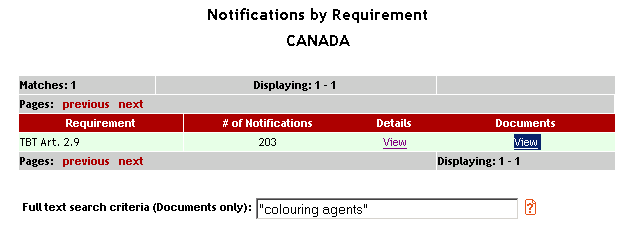 Notifications by Requirement
CANADA
Matches: 1 Displaying: 1 - 1
Pages: previous next
Requirement # of Notifications Details Documents
TBT Art. 2.9 203 View View
Pages: previous next Displaying: 1 - 1
Full text search criteria (Documents only): "colouring agents" ?